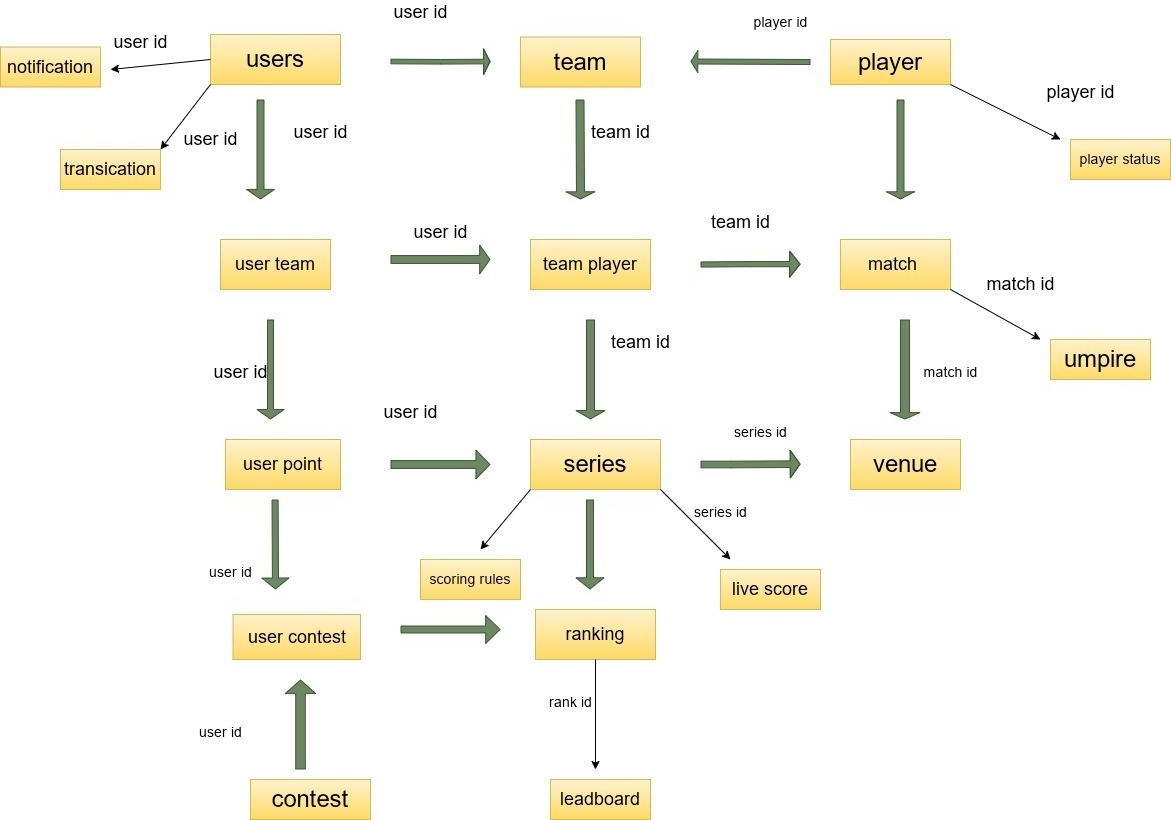 user id
player id
users
team
player
user id
notification
player id
user id
user id
team id
transication
player status
team id
user id
user team
team player
match
match id
team id
umpire
user id
match id
user id
series id
user point
series
venue
series id
user id
scoring rules
live score
user contest
ranking
rank id
user id
contest
leadboard